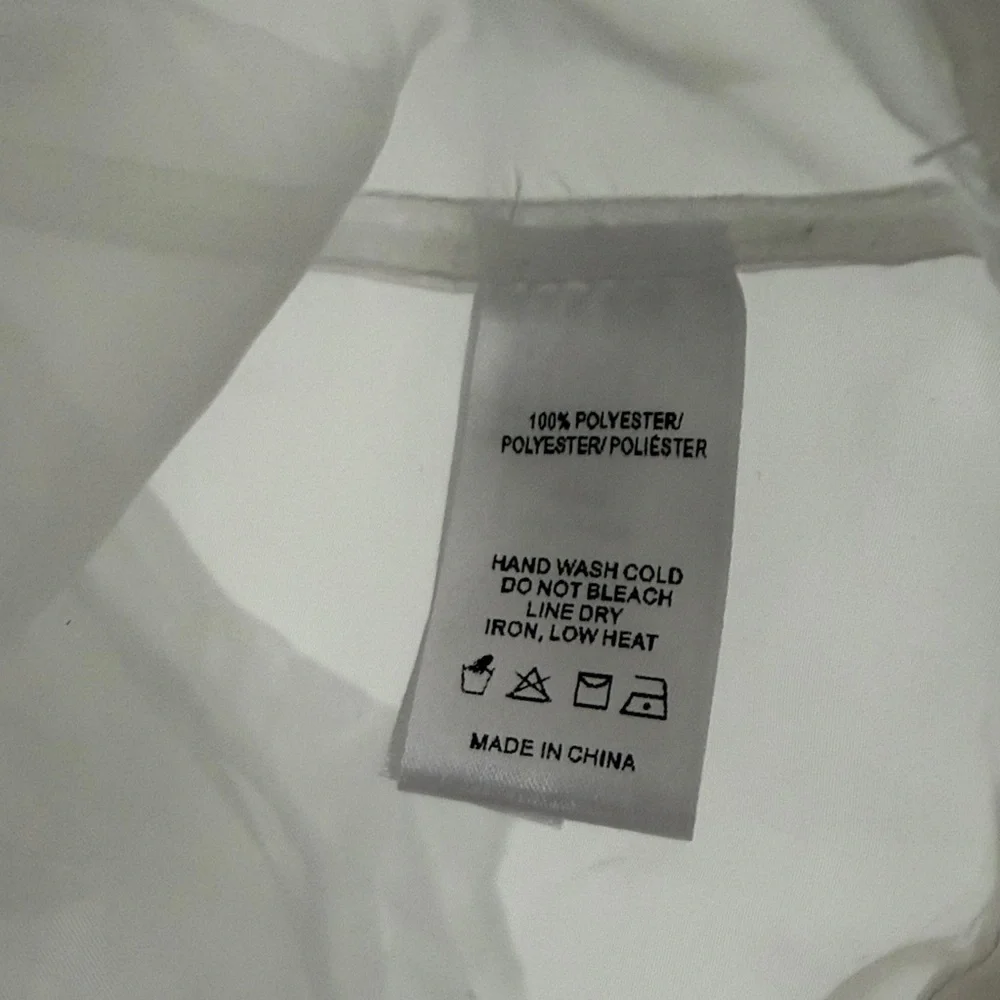 100% POLYESTER/
POLYESTER/POLIÉSTER
HAND WASH COLD
DO NOT BLEACH
LINE DRY
IRON, LOW HEAT
MADE IN CHINA